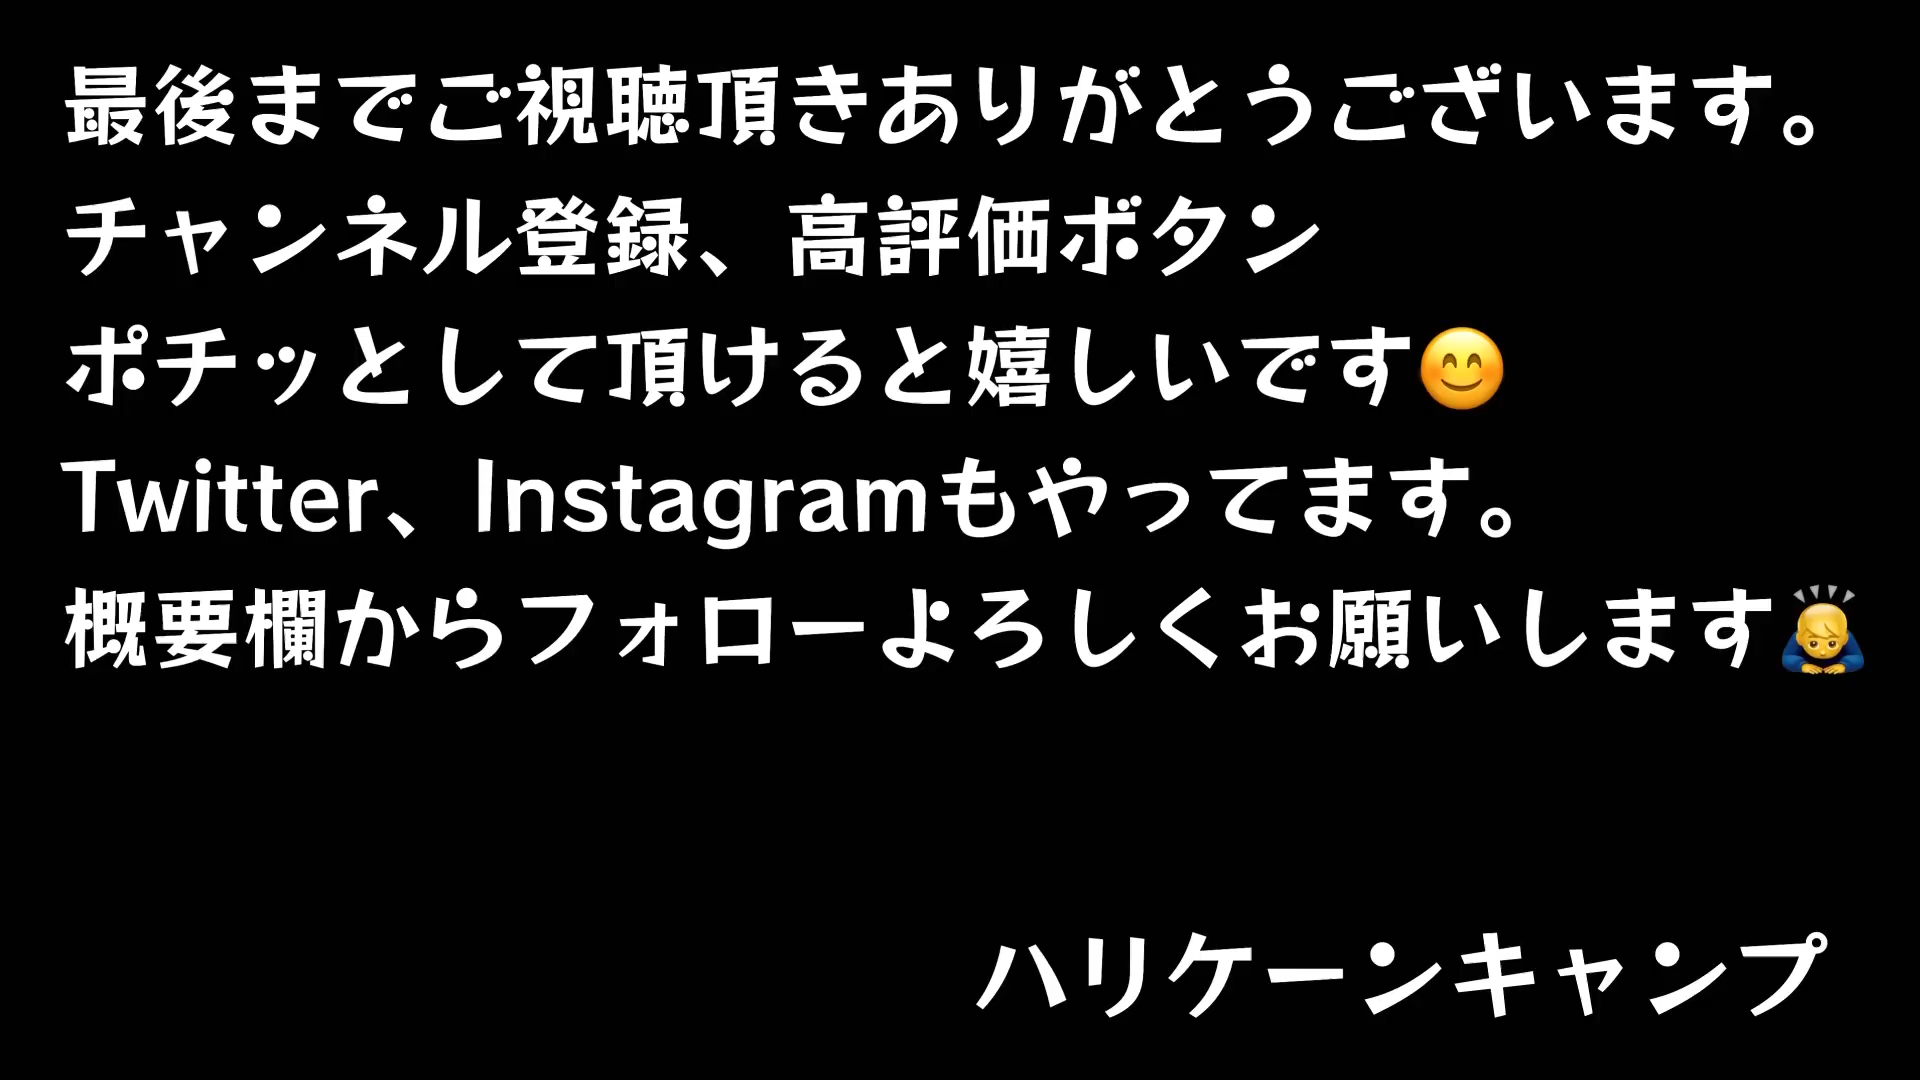 最後までご視聴頂きありがとうございます。
チャンネル登録、高評価ボタン
ポチッとして頂けると嬉しいです😊
Twitter、Instagramもやってます。
概要欄からフォローよろしくお願いします🙇‍♂️
ハリケーンキャンプ